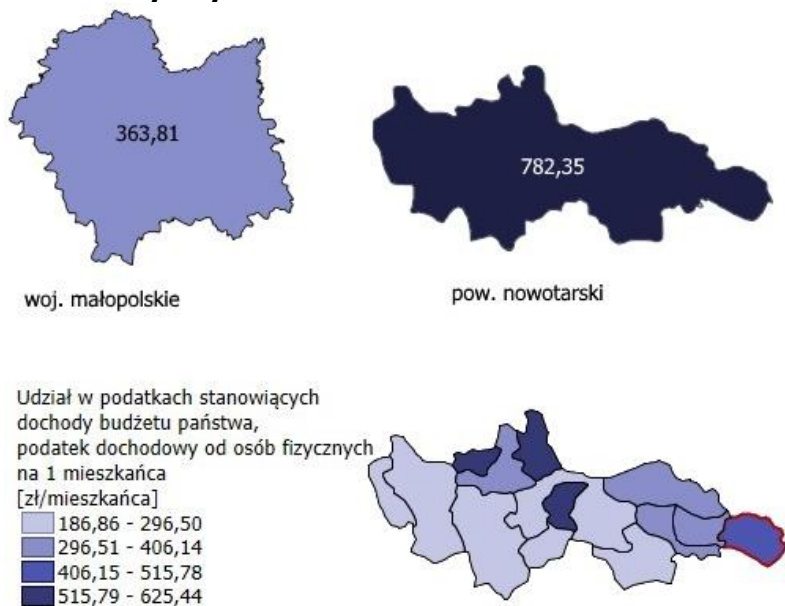 363,81
782,35
woj. małopolskie
pow. nowotarski
Udział w podatkach stanowiących
dochody budżetu państwa,
podatek dochodowy od osób fizycznych
na 1 mieszkańca
[zł/mieszkańca]
186,86 - 296,50
296,51 - 406,14
406,15 - 515,78
515,79 - 625,44